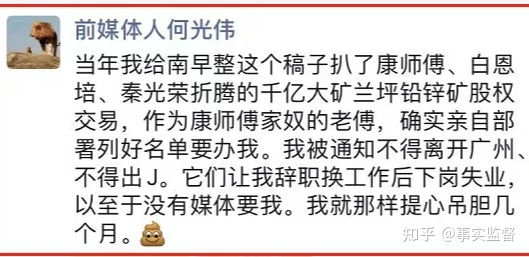 前媒体人何光伟
当年我给南早整这个稿子扒了康师傅、白恩
培、秦光荣折腾的千亿大矿兰坪铅锌矿股权
交易，作为康师傅家奴的老傅，确实亲自部
署列好名单要办我。我被通知不得离开广州、
不得出J。它们让我辞职换工作后下岗失业，
以至于没有媒体要我。我就那样提心吊胆几
个月。💩
知乎 @事实监督